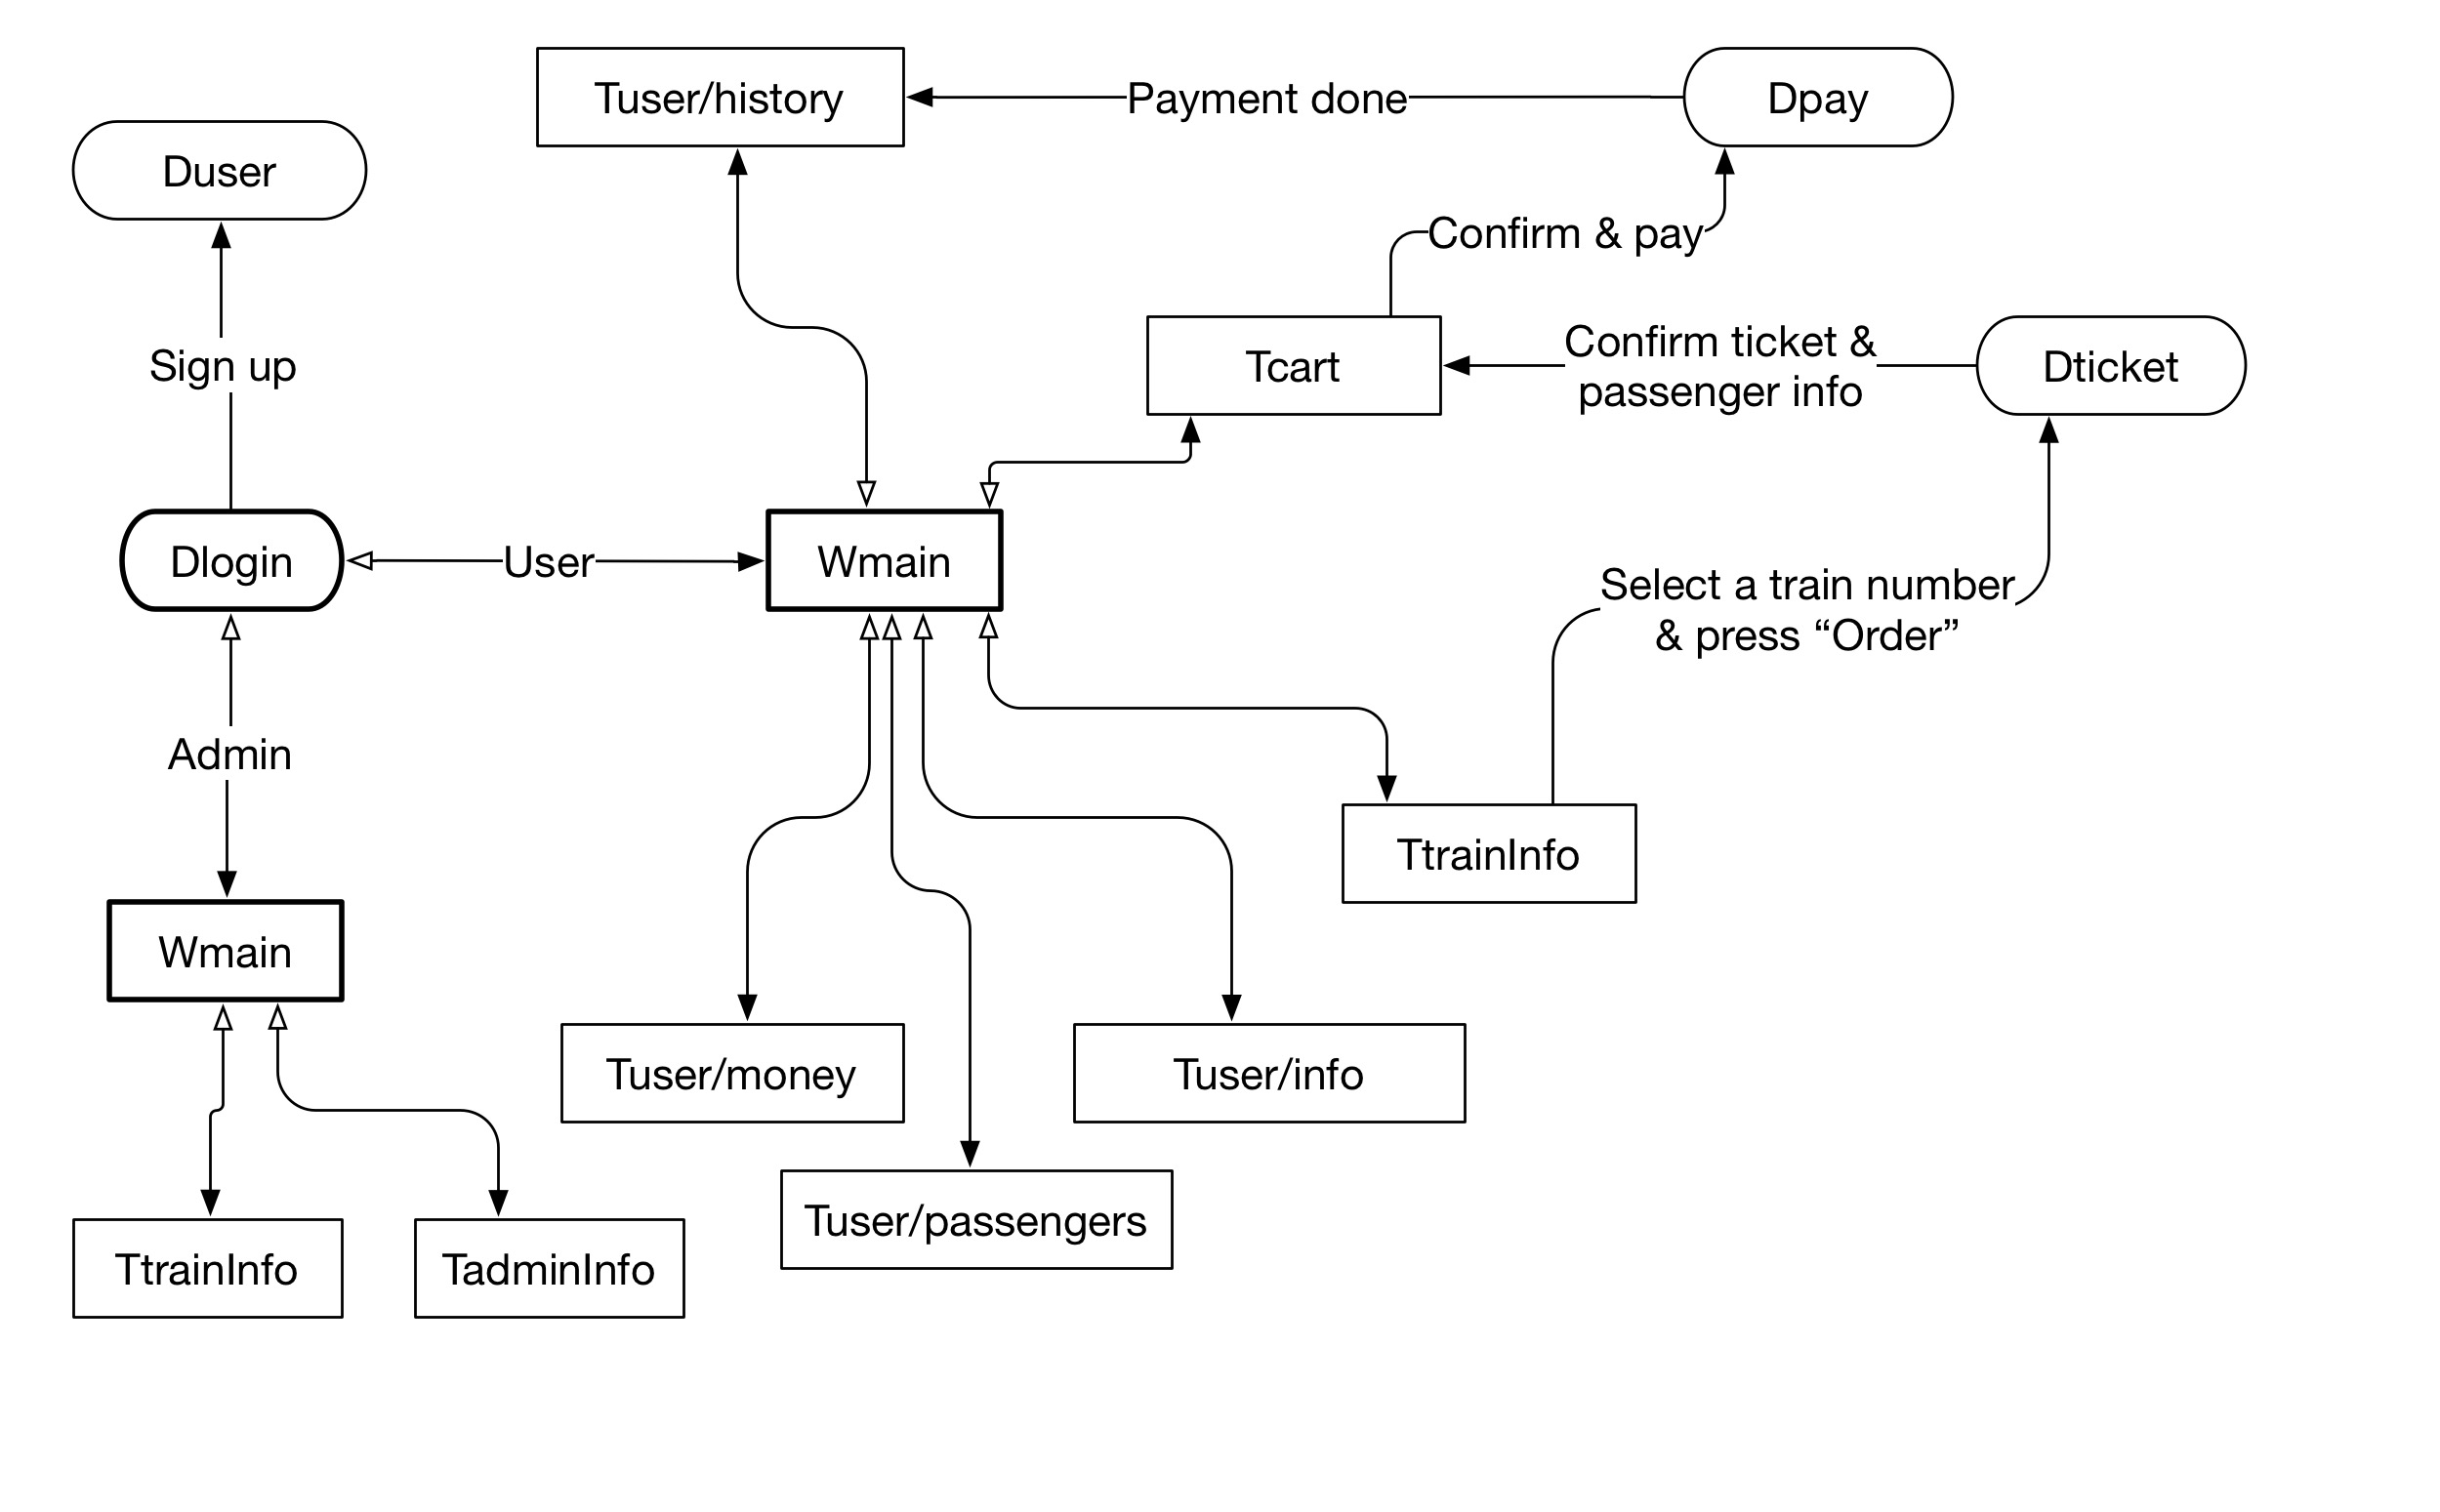 Tuser/history
Payment done
Dpay
Duser
Confirm & pay
Sign up
Tcart
Confirm ticket &
passenger info
Dticket
Dlogin
User
Wmain
Select a train number
& press “Order”
Admin
TtrainInfo
Wmain
Tuser/money
Tuser/info
Tuser/passengers
TtrainInfo
TadminInfo